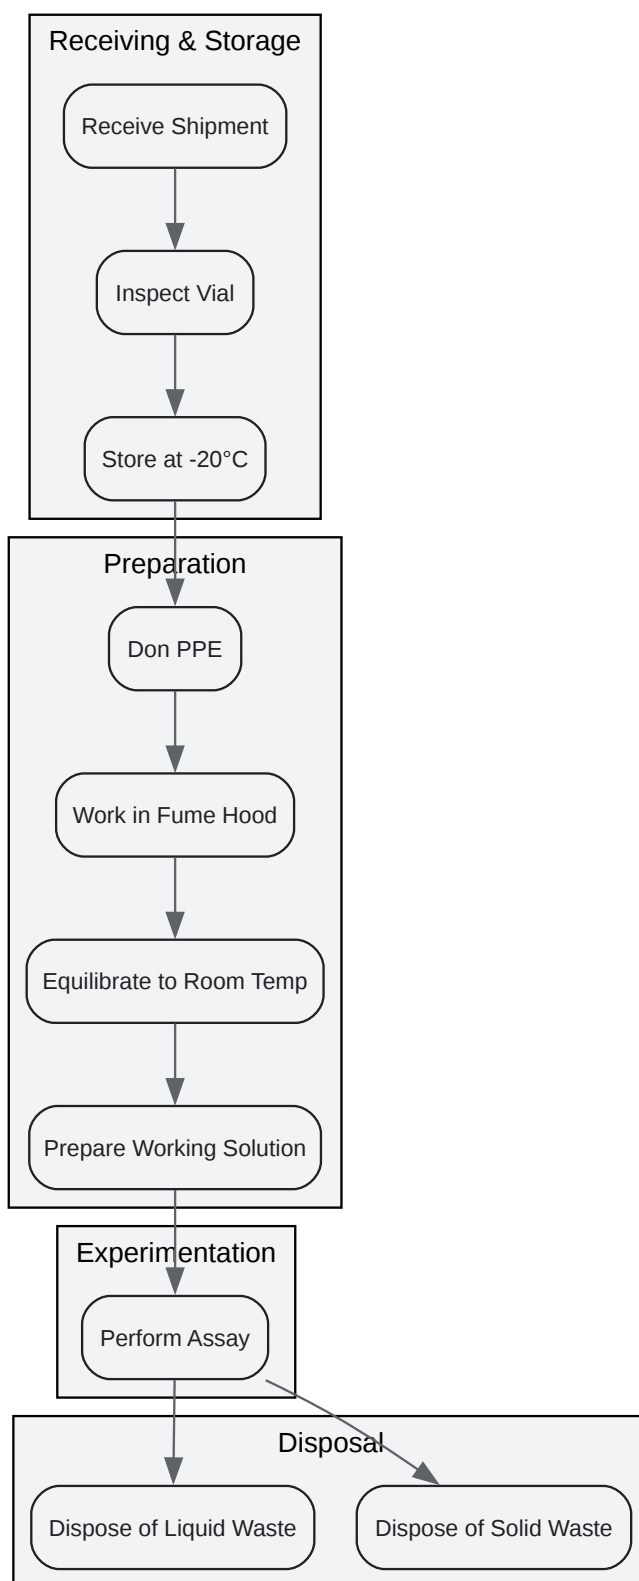 Receiving & Storage
Receive Shipment
Inspect Vial
Store at -20°C
Preparation
Don PPE
Work in Fume Hood
Equilibrate to Room Temp
Prepare Working Solution
Experimentation
Perform Assay
Disposal
Dispose of Liquid Waste
Dispose of Solid Waste